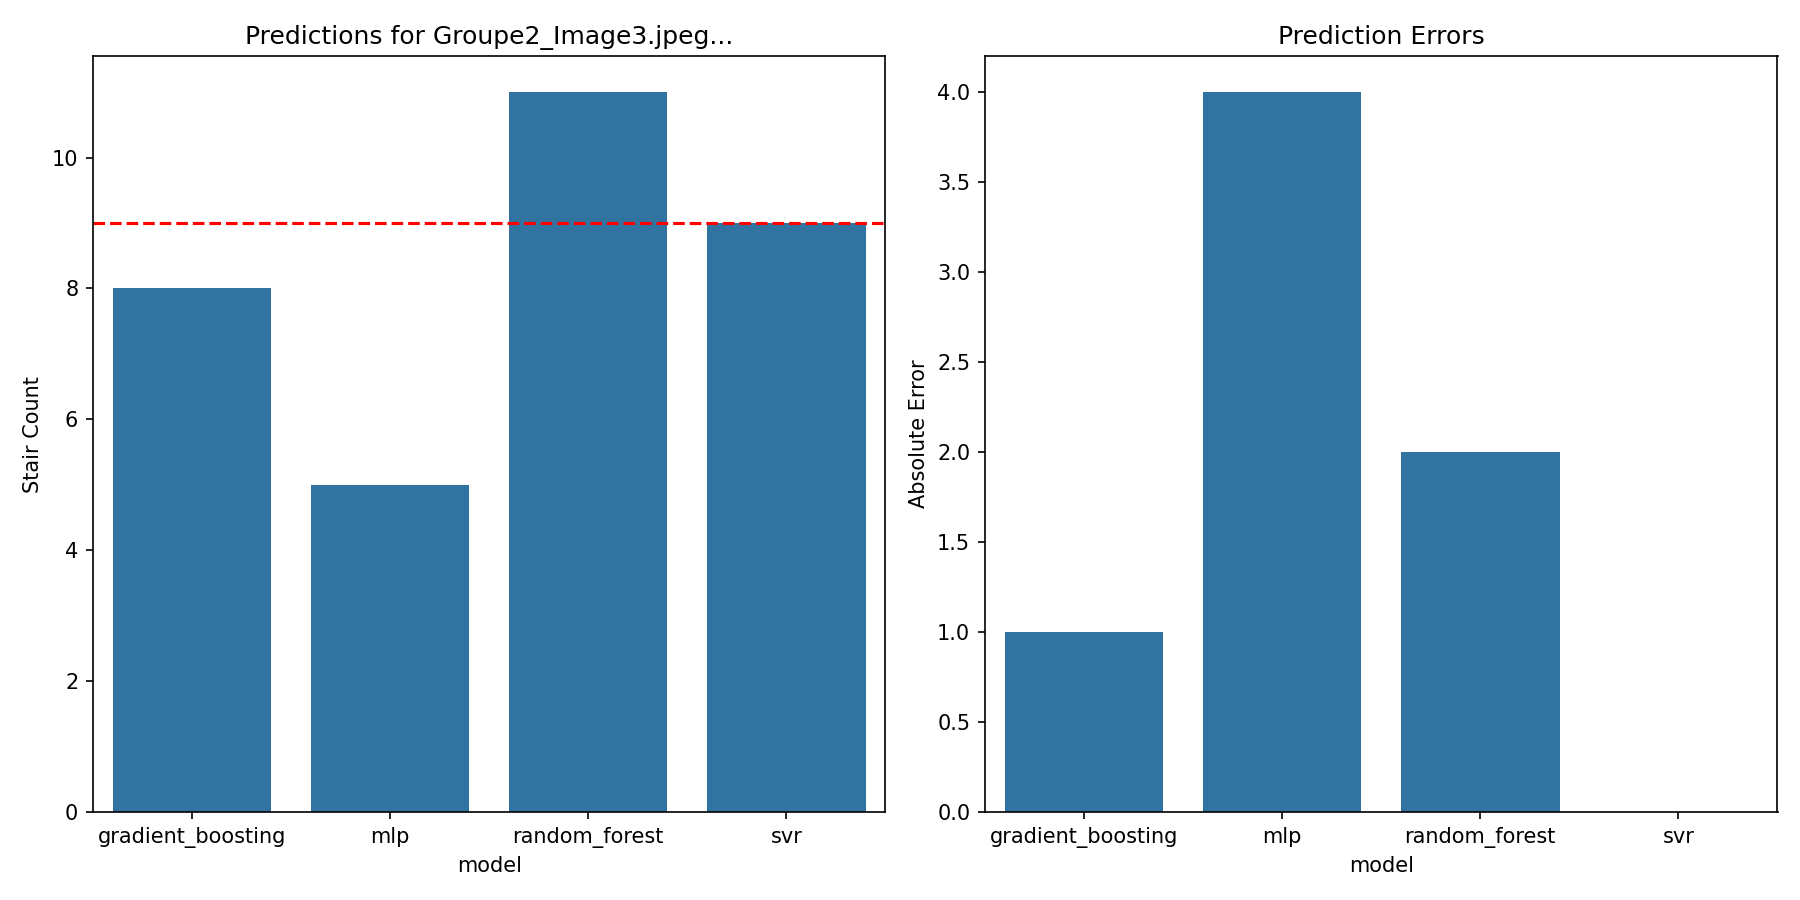 Predictions for Groupe2_Image3.jpeg...
Stair Count
10
8
6
4
2
0
gradient_boosting mlp random_forest svr
model
Prediction Errors
Absolute Error
4.0
3.5
3.0
2.5
2.0
1.5
1.0
0.5
0.0
gradient_boosting mlp random_forest svr
model